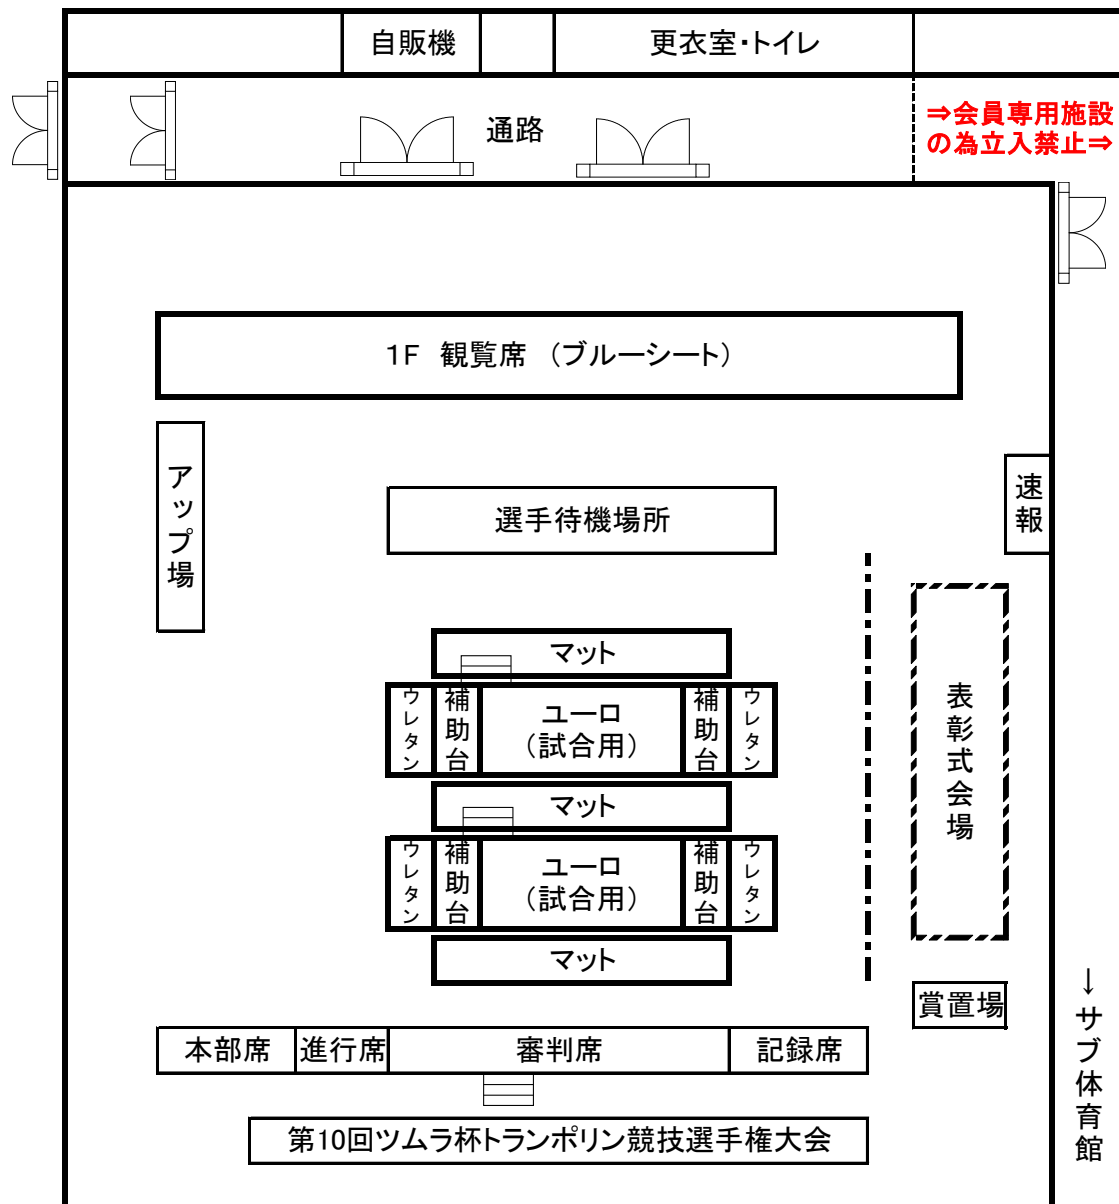 自販機
更衣室・トイレ
通路
⇒会員専用施設
の為立入禁止⇒
1F 観覧席 (ブルーシート)
アップ場
選手待機場所
速報
マット
ウレタン
補助台
ユーロ
(試合用)
補助台
ウレタン
表彰式会場
マット
ウレタン
補助台
ユーロ
(試合用)
補助台
ウレタン
マット
賞置場
↓サブ体育館
本部席
進行席
審判席
記録席
第10回ツムラ杯トランポリン競技選手権大会